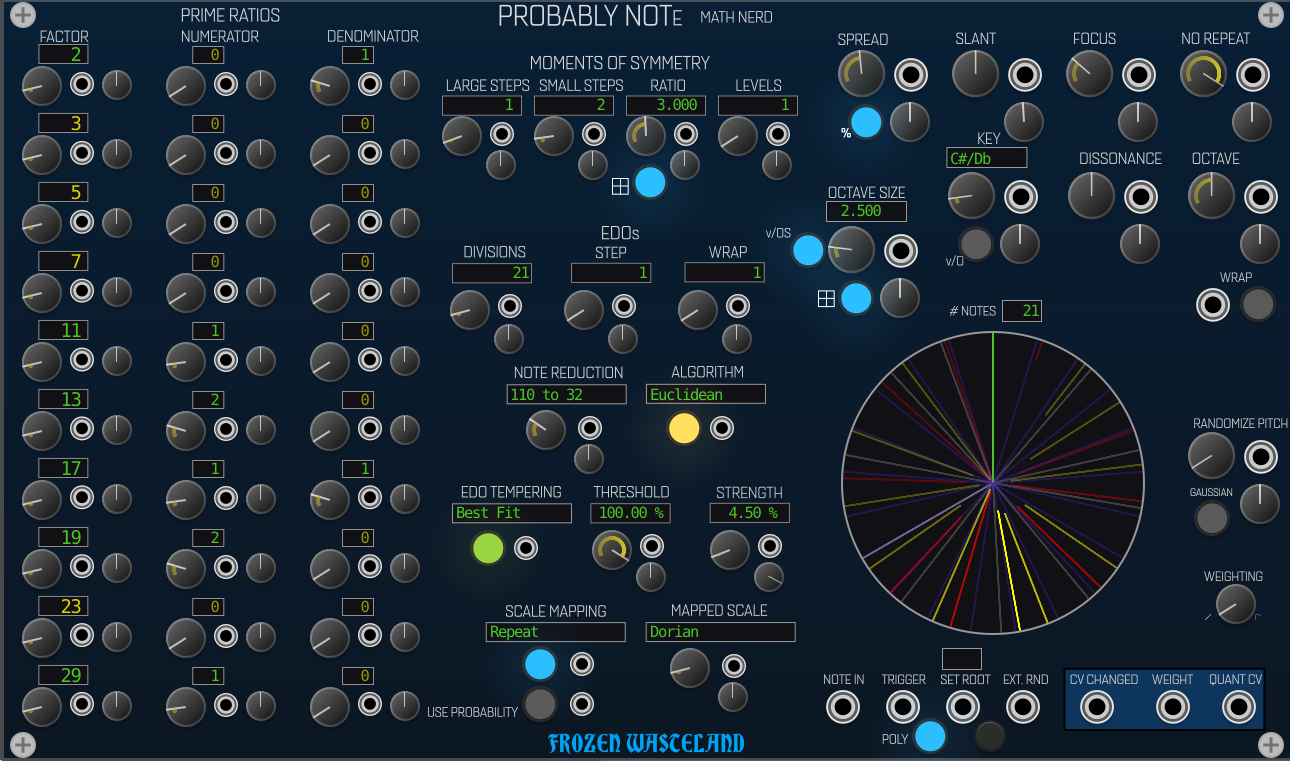 PROBABLY NOTE MATH NERD
PRIME RATIOS
FACTOR NUMERATOR DENOMINATOR
2 0 1
3 0 0
5 0 0
7 0 0
11 1 0
13 2 0
17 1 1
19 2 0
23 0 0
29 1 0
MOMENTS OF SYMMETRY
LARGE STEPS SMALL STEPS RATIO LEVELS
1 2 3.000 1
EDOs
DIVISIONS STEP WRAP
21 1 1
NOTE REDUCTION ALGORITHM
110 to 32 Euclidean
EDO TEMPERING THRESHOLD STRENGTH
Best Fit 100.00 % 4.50 %
SCALE MAPPING MAPPED SCALE
Repeat Dorian
USE PROBABILITY
FROZEN WASTELAND
SPREAD SLANT FOCUS NO REPEAT
%
KEY
C#/Db
DISSONANCE OCTAVE
OCTAVE SIZE
2.500
v/OS
v/O
WRAP
# NOTES 21
RANDOMIZE PITCH
GAUSSIAN
WEIGHTING
NOTE IN TRIGGER SET ROOT EXT. RND
POLY
CV CHANGED WEIGHT QUANT CV